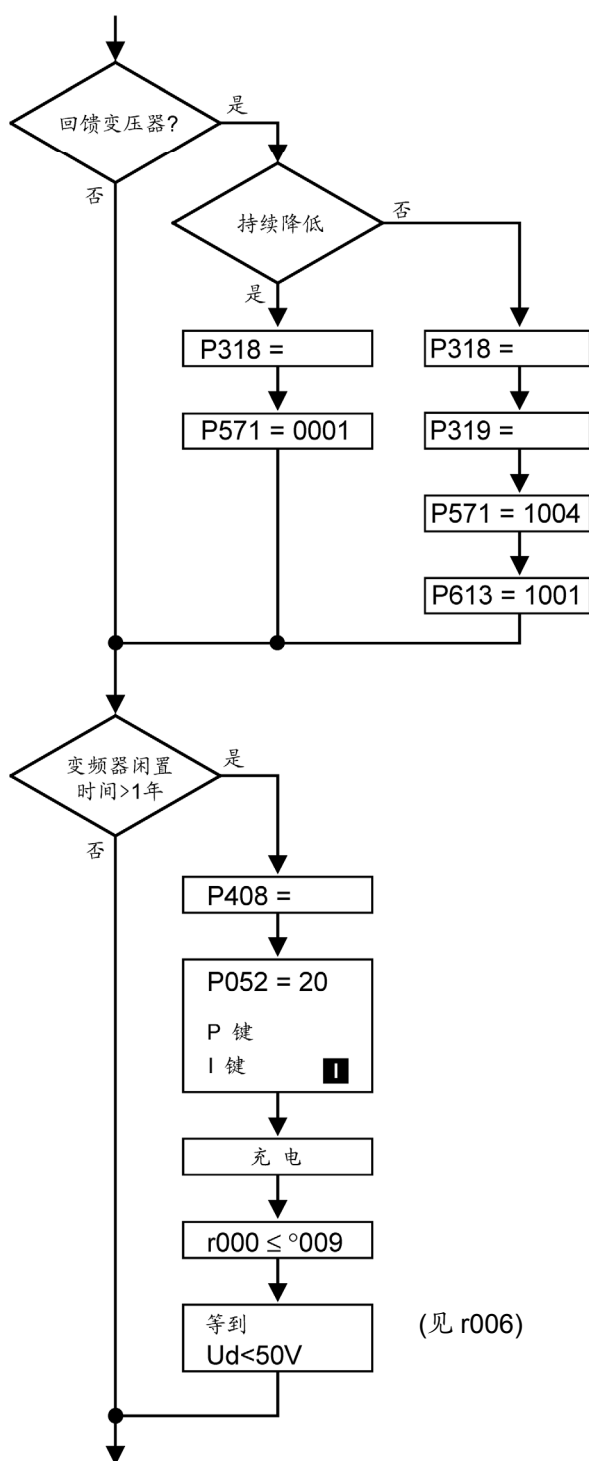 回馈变压器?
是
否
持续降低
否
是
P318 =
P571 = 0001
P318 =
P319 =
P571 = 1004
P613 = 1001
变频器闲置
时间>1年
是
否
P408 =
P052 = 20
P 键
I 键
I
充 电
r000 ≤ °009
等到
Ud<50V
(见 r006)